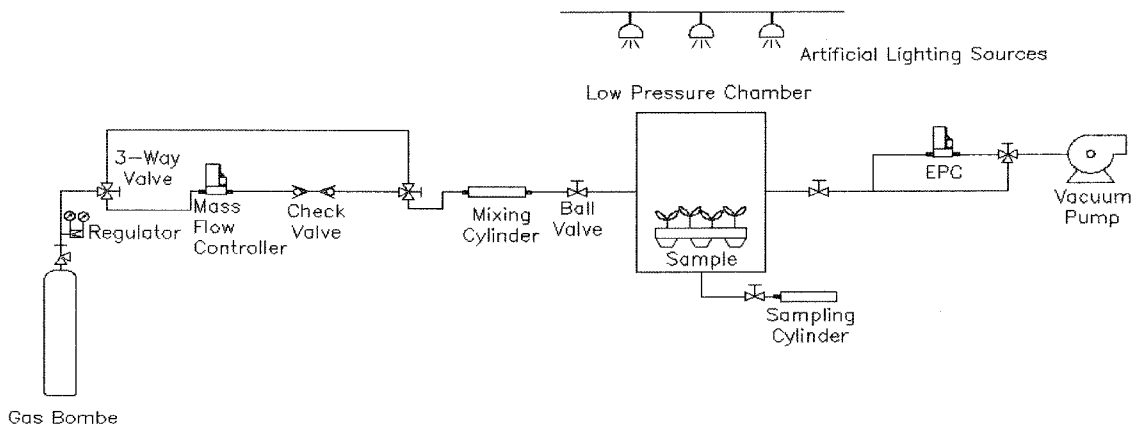 Artificial Lighting Sources
Low Pressure Chamber
3-Way
Valve
EPC
Mass
Flow
Controller
Check
Valve
Mixing
Cylinder
Ball
Valve
Vacuum
Pump
Regulator
Sample
Sampling
Cylinder
Gas Bombe